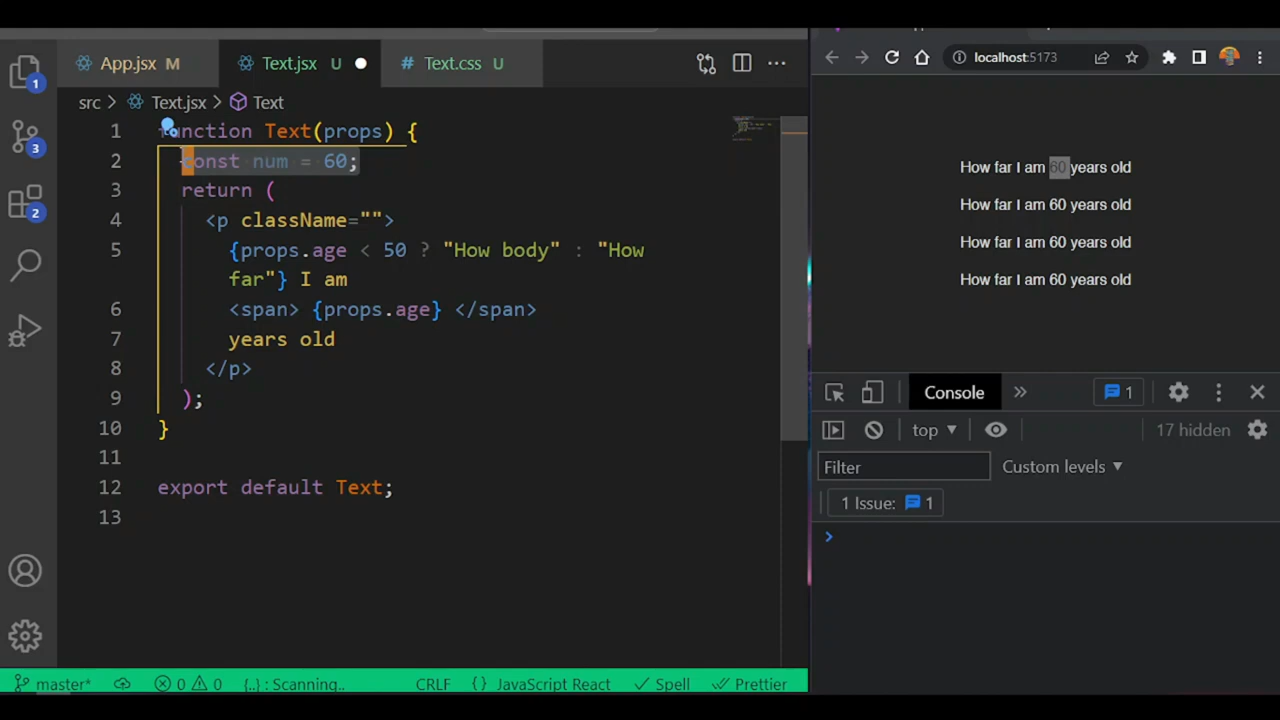 App.jsx M
Text.jsx U
# Text.css U
src > Text.jsx > Text
1 function Text(props) {
2 const num = 60;
3 return (
4 <p className="">
5 {props.age < 50 ? "How body" : "How
far"} I am
6 <span> {props.age} </span>
7 years old
8 </p>
9 );
10 }
11
12 export default Text;
13
1
3
2
master* 0 0 {..} : Scanning.. CRLF {} JavaScript React Spell Prettier
localhost:5173
How far I am 60 years old
How far I am 60 years old
How far I am 60 years old
How far I am 60 years old
Console » 1
top 17 hidden
Filter Custom levels
1 Issue: 1
>